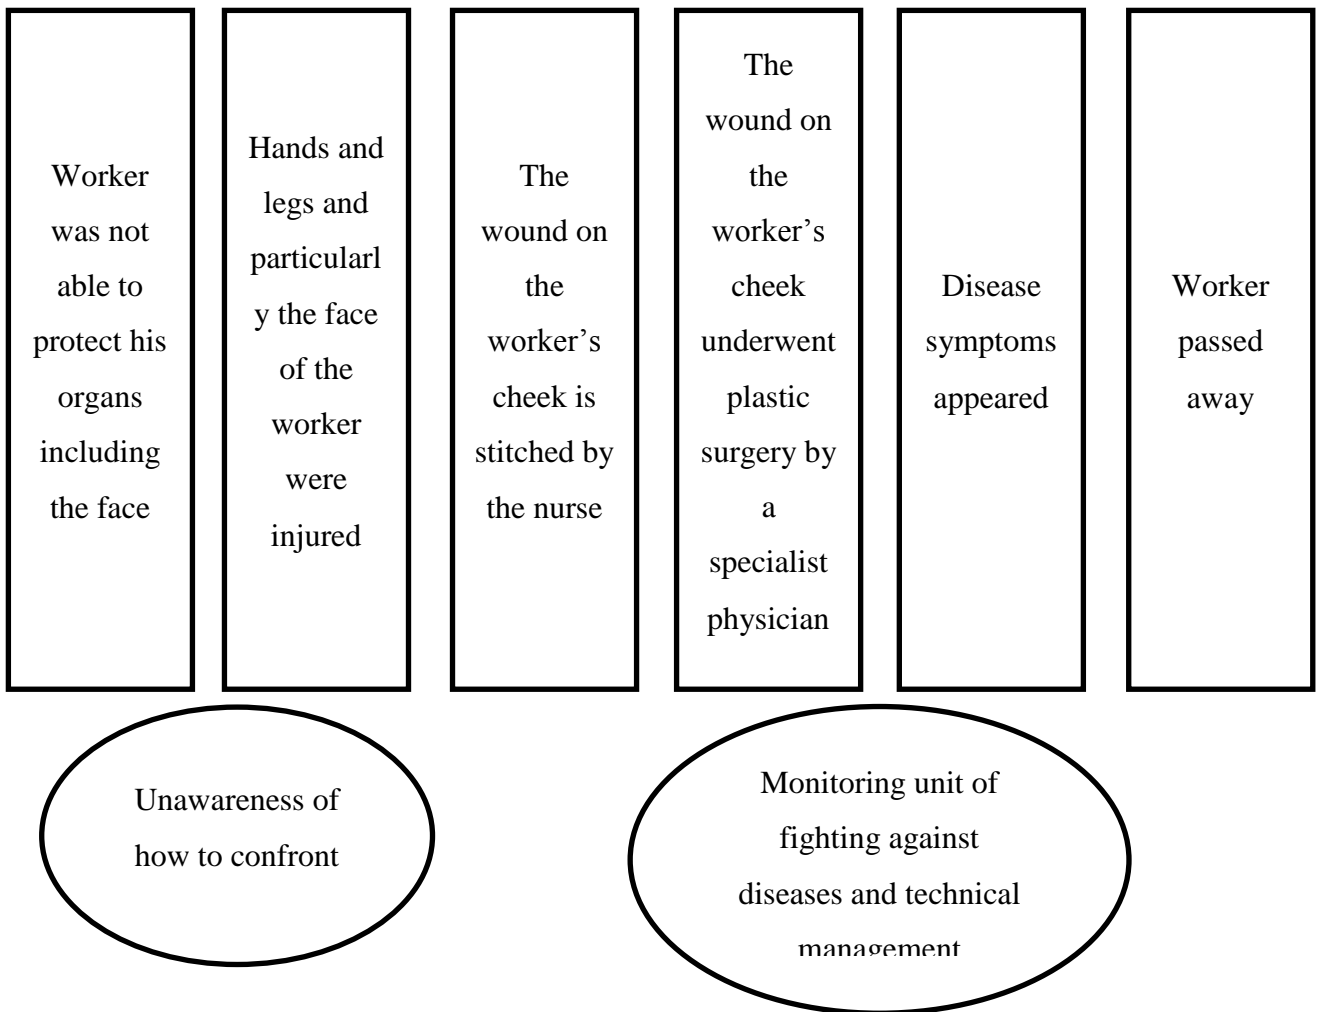 Worker
was not
able to
protect his
organs
including
the face
Hands and
legs and
particularl
y the face
of the
worker
were
injured
The
wound on
the
worker’s
cheek is
stitched by
the nurse
The
wound on
the
worker’s
cheek
underwent
plastic
surgery by
a
specialist
physician
Disease
symptoms
appeared
Worker
passed
away
Unawareness of
how to confront
Monitoring unit of
fighting against
diseases and technical
management